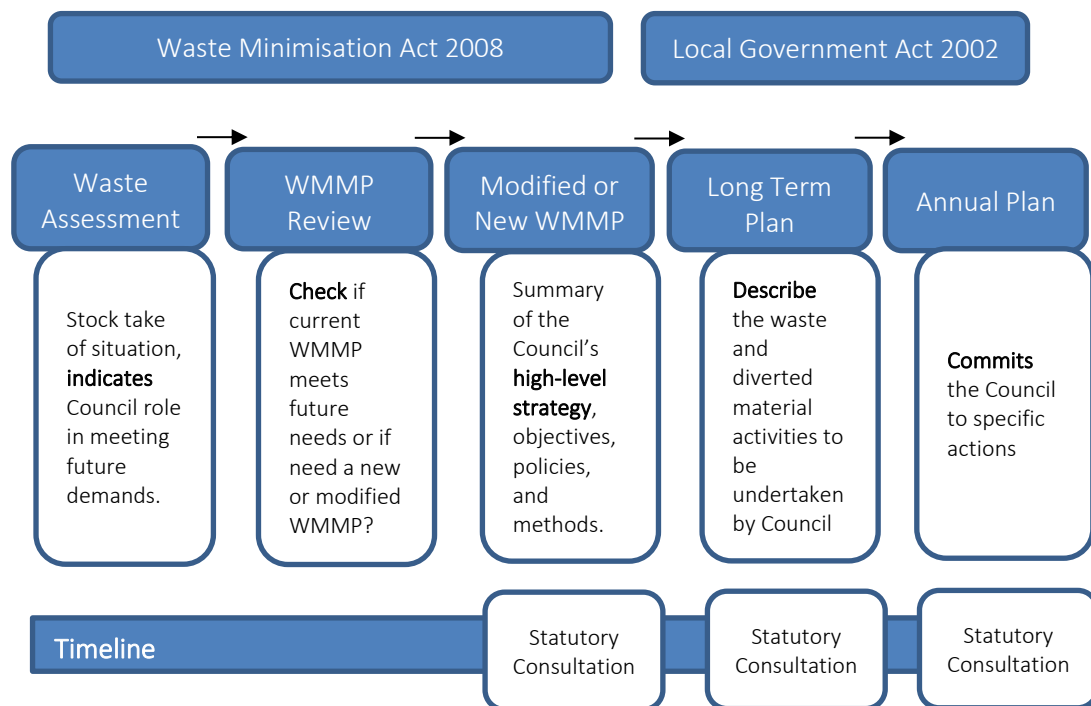 Waste Minimisation Act 2008
Local Government Act 2002
Waste
Assessment
WMMP
Review
Modified or
New WMMP
Long Term
Plan
Annual Plan
Stock take
of situation,
indicates
Council role
in meeting
future
demands.
Check if
current
WMMP
meets
future
needs or if
need a new
or modified
WMMP?
Summary
of the
Council’s
high-level
strategy,
objectives,
policies,
and
methods.
Describe
the waste
and
diverted
material
activities to
be
undertaken
by Council
Commits
the Council
to specific
actions
Timeline
Statutory
Consultation
Statutory
Consultation
Statutory
Consultation